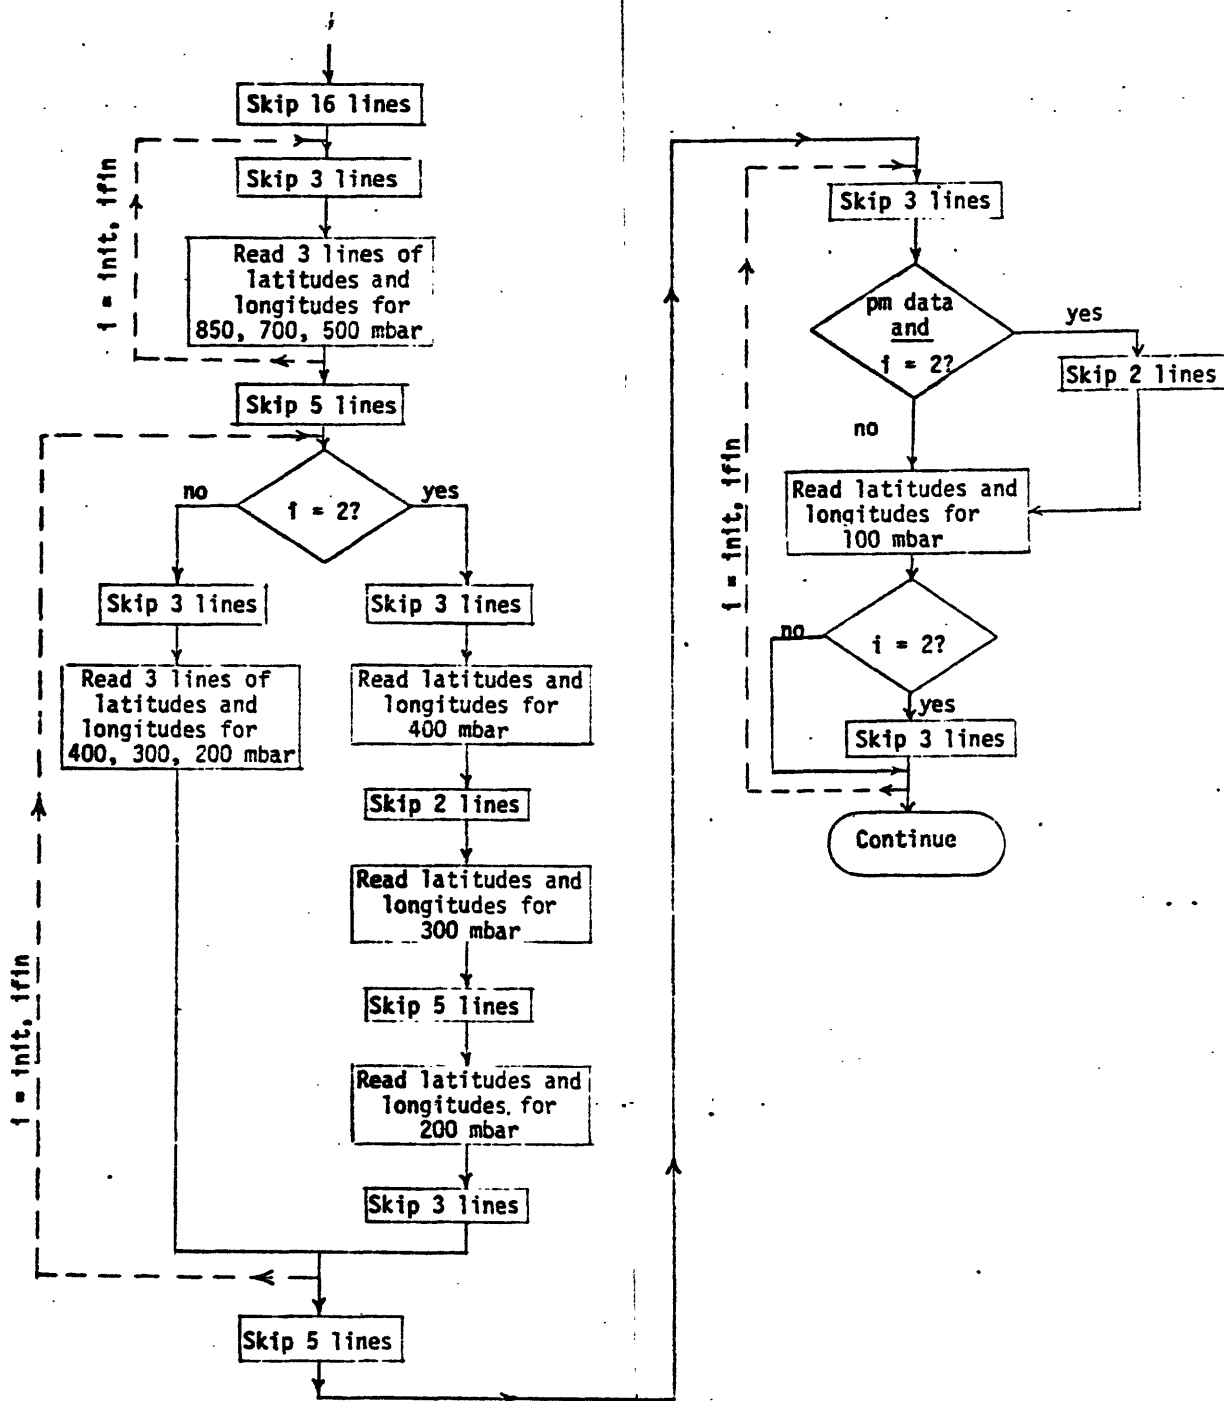 Skip 16 lines
Skip 3 lines
i = init, ifin
Read 3 lines of
latitudes and
longitudes for
850, 700, 500 mbar
Skip 5 lines
no
yes
i = 2?
Skip 3 lines
Skip 3 lines
Read 3 lines of
latitudes and
longitudes for
400, 300, 200 mbar
Read latitudes and
longitudes for
400 mbar
Skip 2 lines
Read latitudes and
longitudes for
300 mbar
i = init, ifin
Skip 5 lines
Read latitudes and
longitudes for
200 mbar
Skip 3 lines
Skip 5 lines
Skip 3 lines
pm data
and
i = 2?
yes
Skip 2 lines
no
i = init, ifin
Read latitudes and
longitudes for
100 mbar
no
i = 2?
yes
Skip 3 lines
Continue